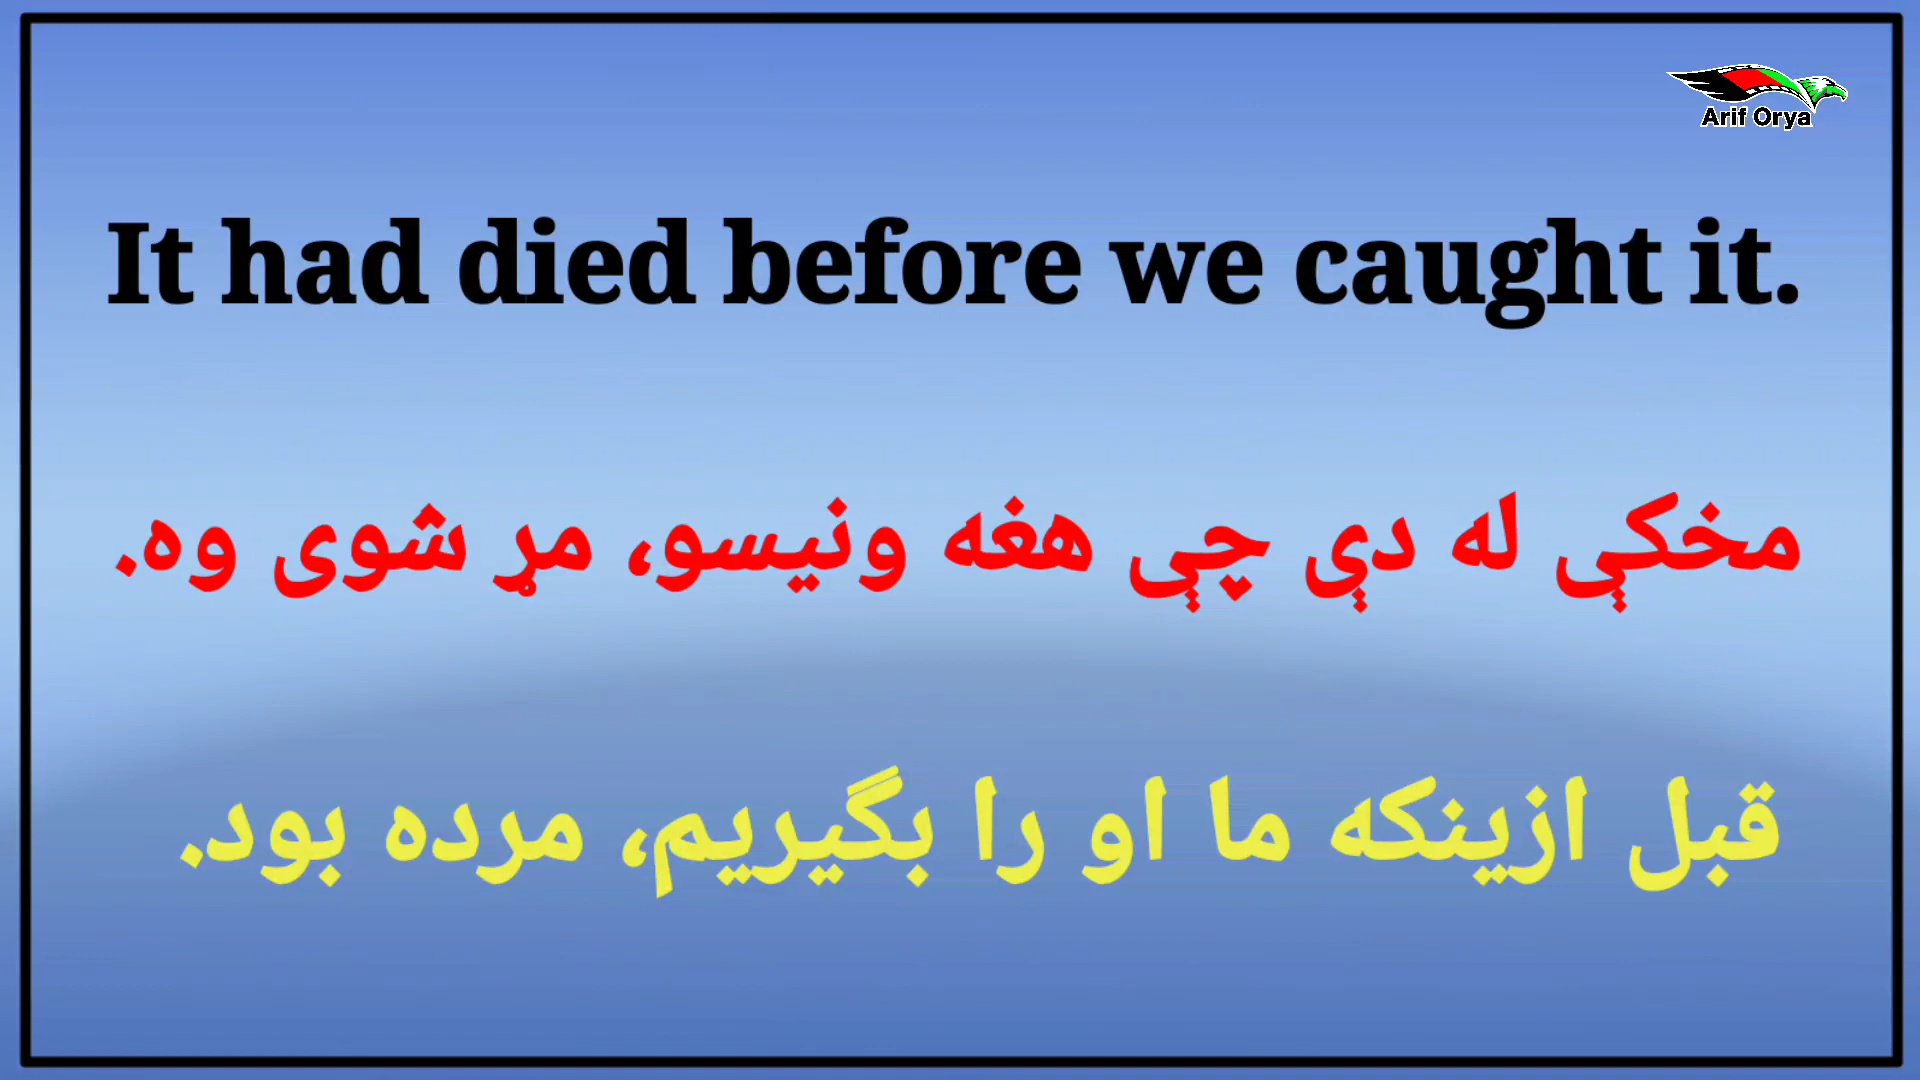 Arif Orya
It had died before we caught it.
مخکې له دې چې هغه ونیسو، مړ شوی وه.
قبل ازینکه ما او را بگیریم، مرده بود.